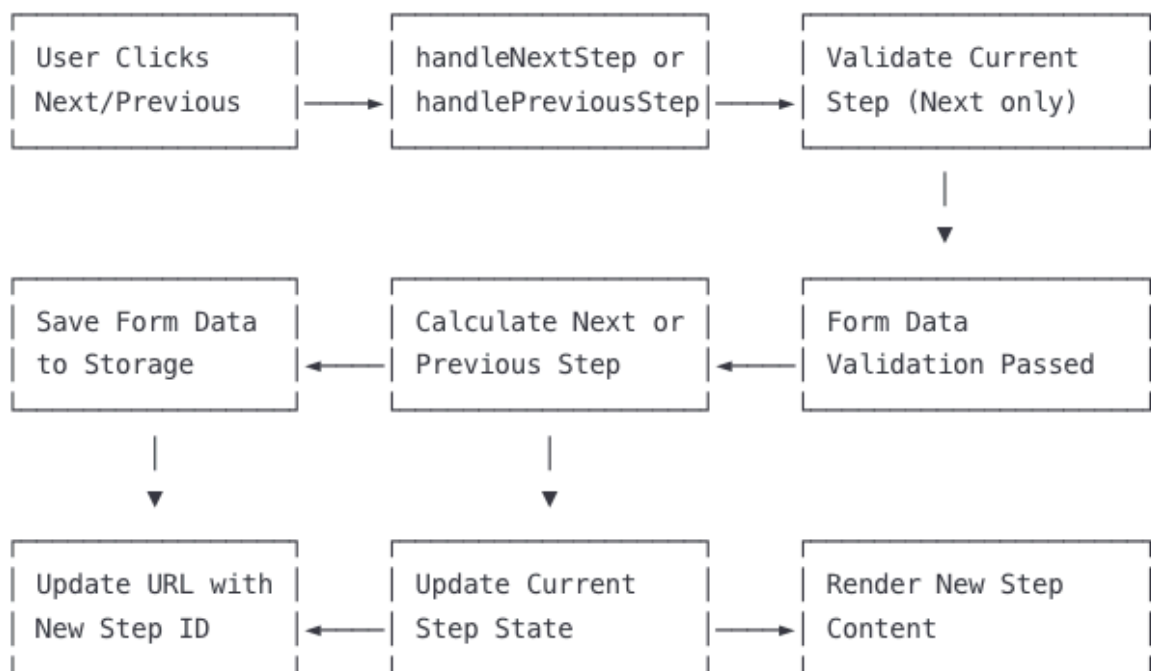 User Clicks
Next/Previous
handleNextStep or
handlePreviousStep
Validate Current
Step (Next only)
Save Form Data
to Storage
Calculate Next or
Previous Step
Form Data
Validation Passed
Update URL with
New Step ID
Update Current
Step State
Render New Step
Content